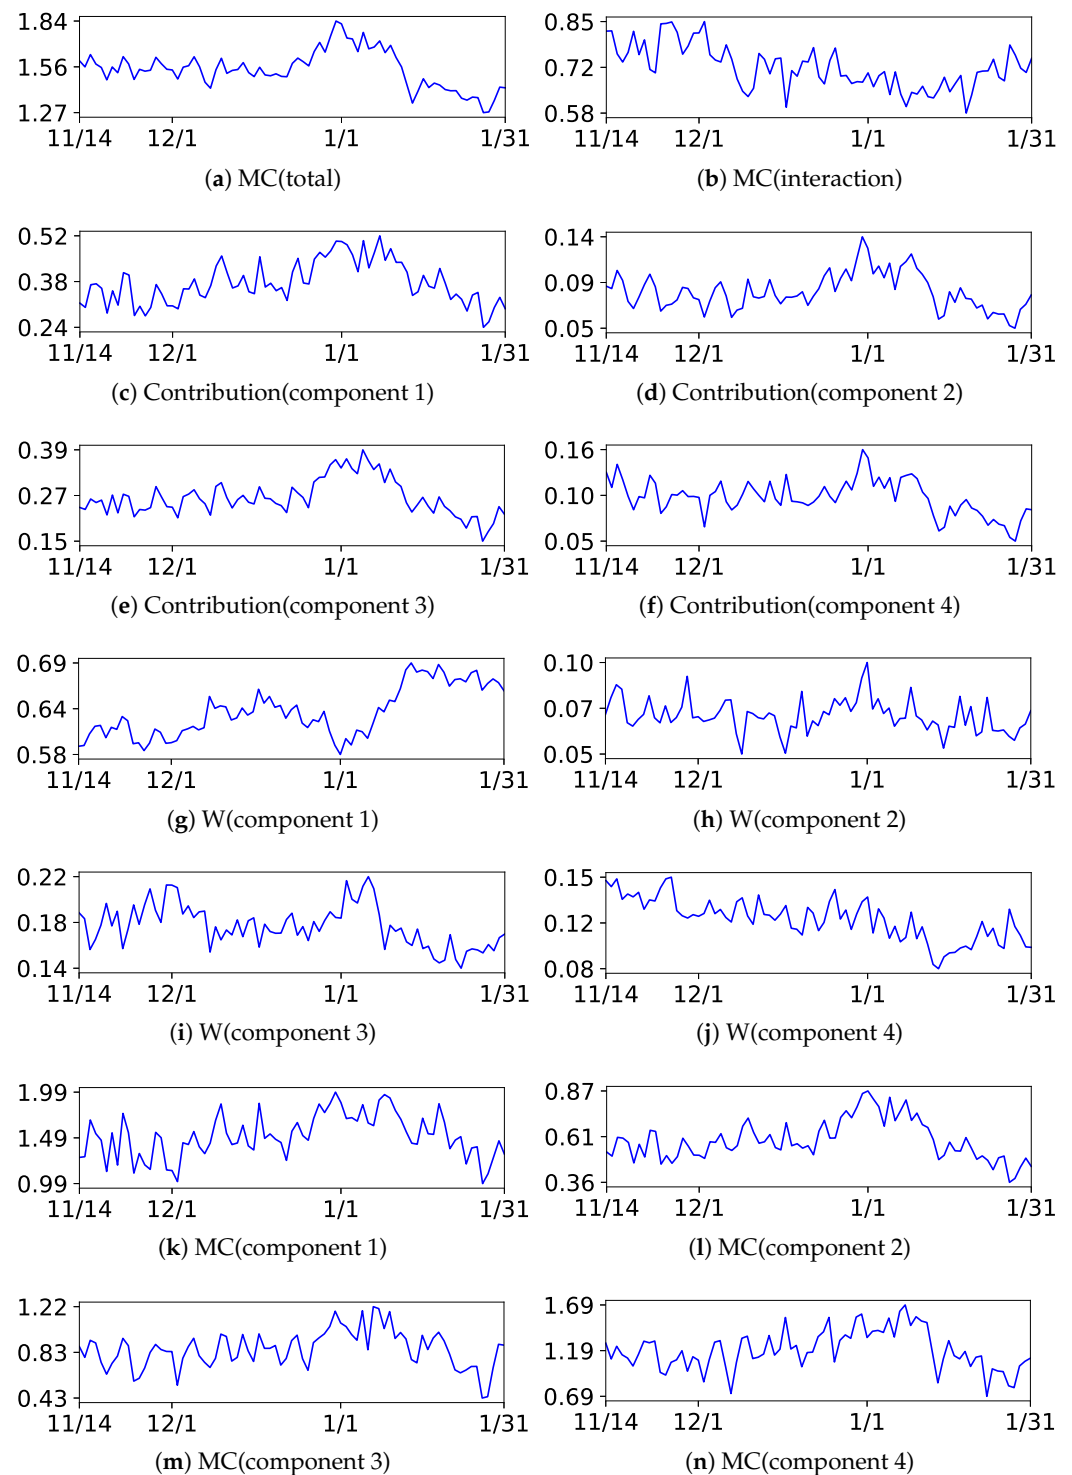 1.84
1.56
1.27
11/14 12/1 1/1 1/31
(a) MC(total)
0.85
0.72
0.58
11/14 12/1 1/1 1/31
(b) MC(interaction)
0.52
0.38
0.24
11/14 12/1 1/1 1/31
(c) Contribution(component 1)
0.14
0.09
0.05
11/14 12/1 1/1 1/31
(d) Contribution(component 2)
0.39
0.27
0.15
11/14 12/1 1/1 1/31
(e) Contribution(component 3)
0.16
0.10
0.05
11/14 12/1 1/1 1/31
(f) Contribution(component 4)
0.69
0.64
0.58
11/14 12/1 1/1 1/31
(g) W(component 1)
0.10
0.07
0.05
11/14 12/1 1/1 1/31
(h) W(component 2)
0.22
0.18
0.14
11/14 12/1 1/1 1/31
(i) W(component 3)
0.15
0.12
0.08
11/14 12/1 1/1 1/31
(j) W(component 4)
1.99
1.49
0.99
11/14 12/1 1/1 1/31
(k) MC(component 1)
0.87
0.61
0.36
11/14 12/1 1/1 1/31
(l) MC(component 2)
1.22
0.83
0.43
11/14 12/1 1/1 1/31
(m) MC(component 3)
1.69
1.19
0.69
11/14 12/1 1/1 1/31
(n) MC(component 4)